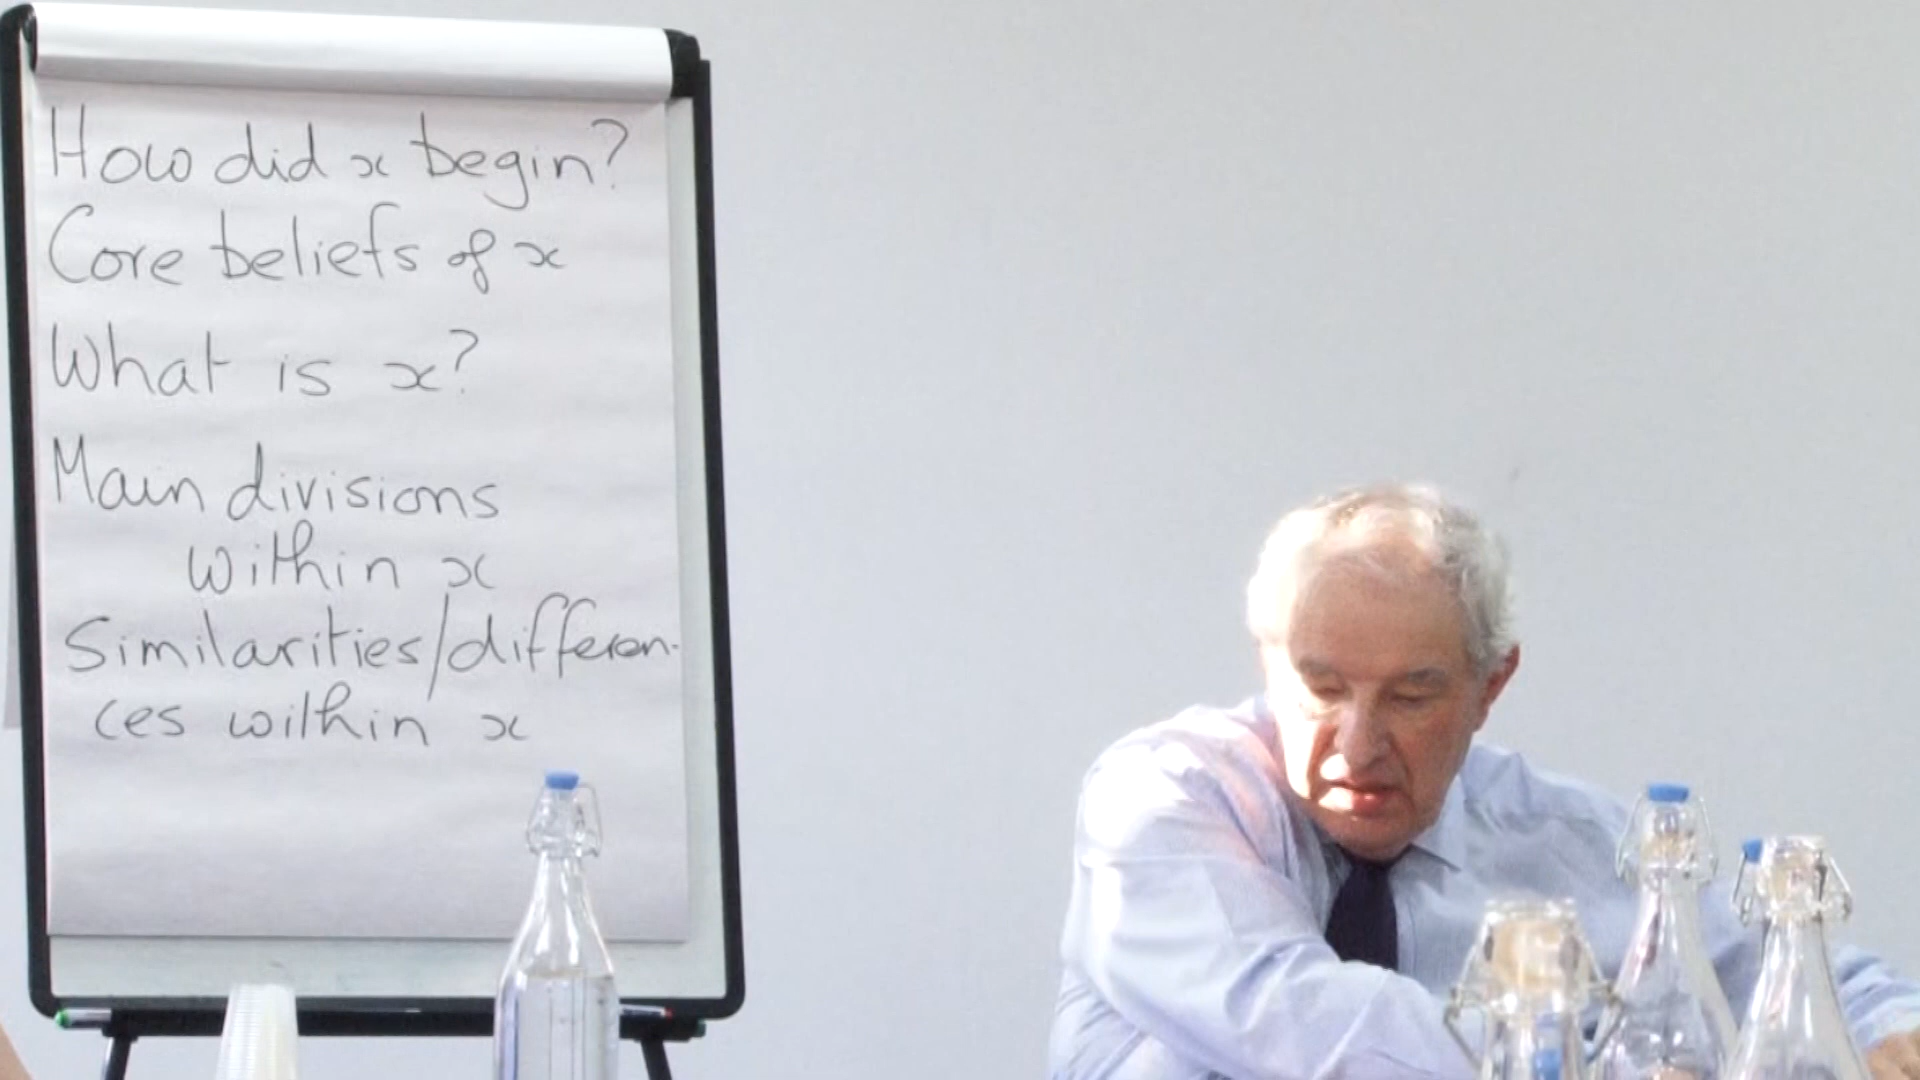 How did x begin?
Core beliefs of x
What is x?
Main divisions
within x
Similarities/differen-
ces within x